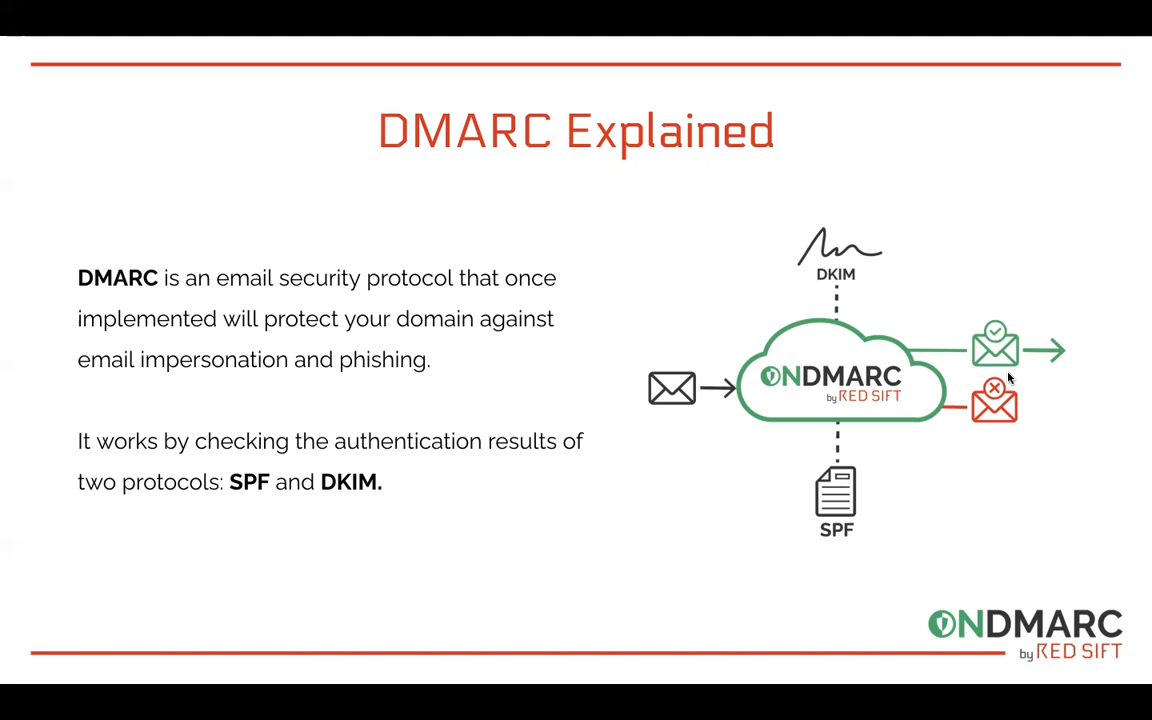 DMARC Explained
DMARC is an email security protocol that once
implemented will protect your domain against
email impersonation and phishing.
It works by checking the authentication results of
two protocols: SPF and DKIM.
DKIM
ONDMARC
by RED SIFT
SPF
ONDMARC
by RED SIFT